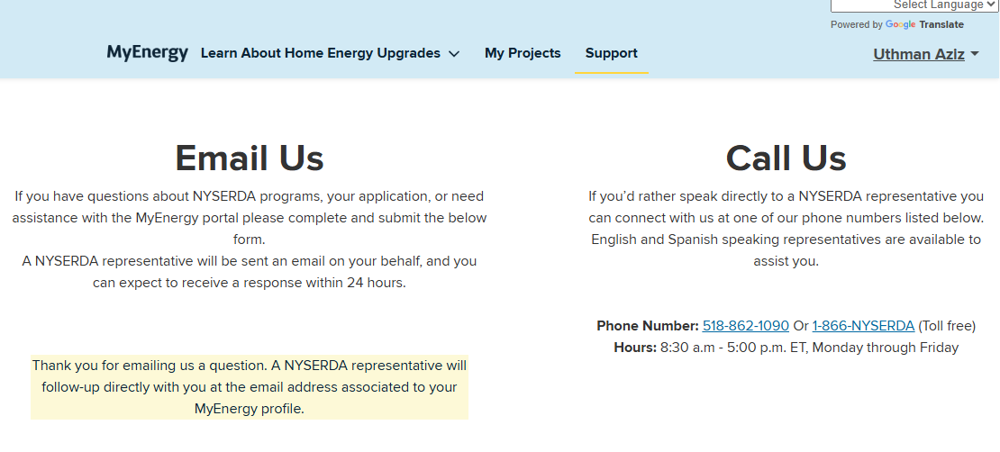 Select Language
Powered by Google Translate
MyEnergy Learn About Home Energy Upgrades My Projects Support Uthman Aziz
Email Us
If you have questions about NYSERDA programs, your application, or need
assistance with the MyEnergy portal please complete and submit the below
form.
A NYSERDA representative will be sent an email on your behalf, and you
can expect to receive a response within 24 hours.
Thank you for emailing us a question. A NYSERDA representative will
follow-up directly with you at the email address associated to your
MyEnergy profile.
Call Us
If you’d rather speak directly to a NYSERDA representative you
can connect with us at one of our phone numbers listed below.
English and Spanish speaking representatives are available to
assist you.
Phone Number: 518-862-1090 Or 1-866-NYSERDA (Toll free)
Hours: 8:30 a.m - 5:00 p.m. ET, Monday through Friday